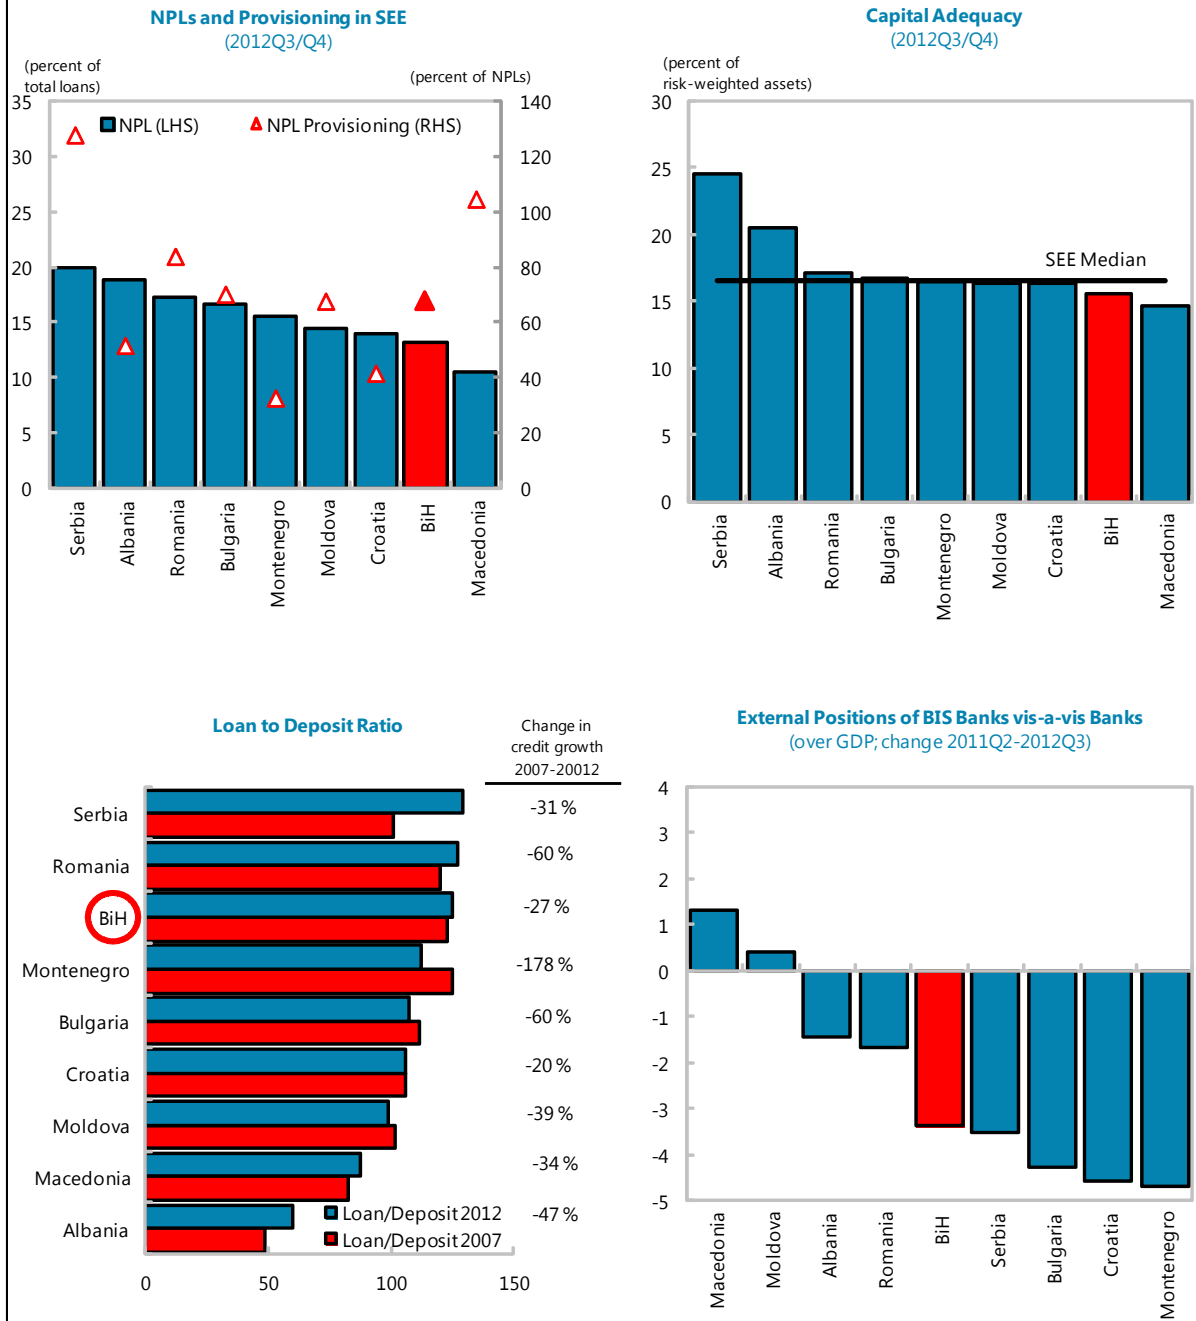 NPLs and Provisioning in SEE
(2012Q3/Q4)
(percent of
total loans)
(percent of NPLs)
NPL (LHS)
NPL Provisioning (RHS)
35
30
25
20
15
10
5
0
140
120
100
80
60
40
20
0
Serbia
Albania
Romania
Bulgaria
Montenegro
Moldova
Croatia
BiH
Macedonia
Capital Adequacy
(2012Q3/Q4)
(percent of
risk-weighted assets)
30
25
20
15
10
5
0
SEE Median
Serbia
Albania
Romania
Bulgaria
Montenegro
Moldova
Croatia
BiH
Macedonia
Loan to Deposit Ratio
Change in
credit growth
2007-20012
Serbia -31 %
Romania -60 %
BiH -27 %
Montenegro -178 %
Bulgaria -60 %
Croatia -20 %
Moldova -39 %
Macedonia -34 %
Albania -47 %
Loan/Deposit 2012
Loan/Deposit 2007
0 50 100 150
External Positions of BIS Banks vis-a-vis Banks
(over GDP; change 2011Q2-2012Q3)
4
3
2
1
0
-1
-2
-3
-4
-5
Macedonia
Moldova
Albania
Romania
BiH
Serbia
Bulgaria
Croatia
Montenegro